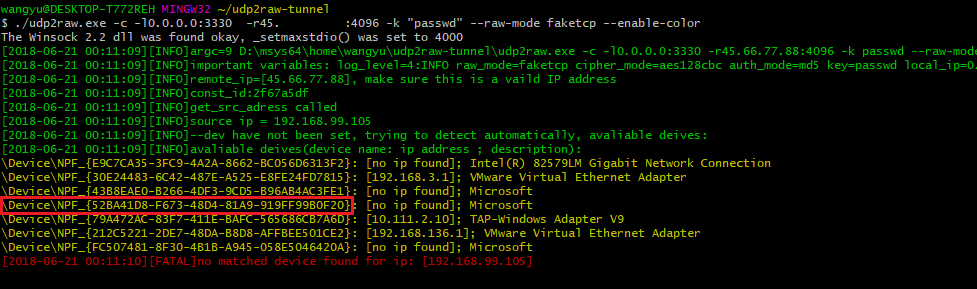 wangyu@DESKTOP-T772REH MINGW32 ~/udp2raw-tunnel
$ ./udp2raw.exe -c -l0.0.0.0:3330 -r45. :4096 -k "passwd" --raw-mode faketcp --enable-color
The Winsock 2.2 dll was found okay, _setmaxstdio() was set to 4000
[2018-06-21 00:11:09][INFO]argc=9 D:\msys64\home\wangyu\udp2raw-tunnel\udp2raw.exe -c -l0.0.0.0:3330 -r45.66.77.88:4096 -k passwd --raw-mode
[2018-06-21 00:11:09][INFO]important variables: log_level=4:INFO raw_mode=faketcp cipher_mode=aes128cbc auth_mode=md5 key=passwd local_ip=0.
[2018-06-21 00:11:09][INFO]remote_ip=[45.66.77.88], make sure this is a vaild IP address
[2018-06-21 00:11:09][INFO]const_id:2f67a5df
[2018-06-21 00:11:09][INFO]get_src_adress called
[2018-06-21 00:11:09][INFO]source ip = 192.168.99.105
[2018-06-21 00:11:09][INFO]--dev have not been set, trying to detect automatically, avaliable deives:
[2018-06-21 00:11:09][INFO]avaliable deives(device name: ip address ; description):
\Device\NPF_{E9C7CA35-3FC9-4A2A-8662-BC056D6313F2}: [no ip found]; Intel(R) 82579LM Gigabit Network Connection
\Device\NPF_{30E24483-6C42-487E-A525-E8FE24FD7815}: [192.168.3.1]; VMware Virtual Ethernet Adapter
\Device\NPF_{43B8EAE0-B266-4DF3-9CD5-B96AB4AC3FE1}: [no ip found]; Microsoft
\Device\NPF_{52BA41D8-F673-48D4-81A9-919FF99B0F20}: [no ip found]; Microsoft
\Device\NPF_{79A472AC-83F7-411E-BAFC-565686CB7A6D}: [10.111.2.10]; TAP-Windows Adapter V9
\Device\NPF_{212C5221-2DE7-48DA-B8D8-AFFBEE501CE2}: [192.168.136.1]; VMware Virtual Ethernet Adapter
\Device\NPF_{FC507481-8F30-4B1B-A945-058E5046420A}: [no ip found]; Microsoft
[2018-06-21 00:11:10][FATAL]no matched device found for ip: [192.168.99.105]